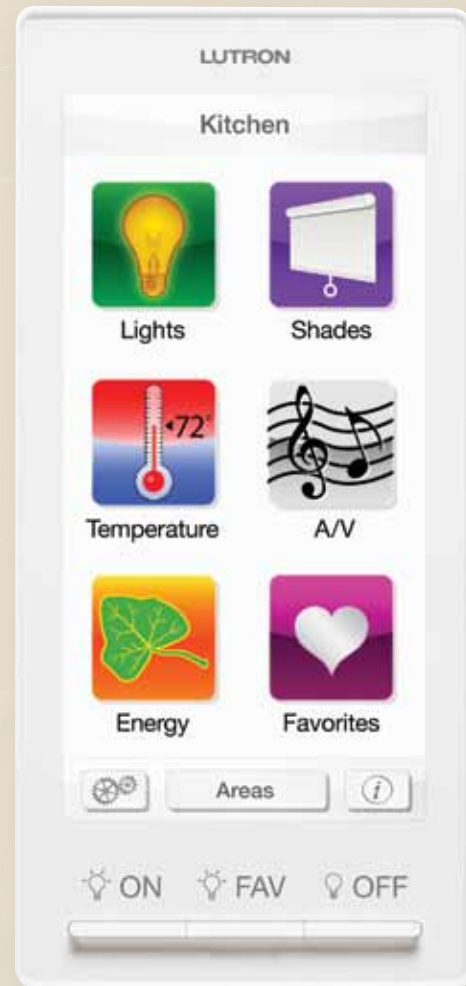 LUTRON
Kitchen
Lights Shades
72°
Temperature A/V
Energy Favorites
Areas i
ON FAV OFF